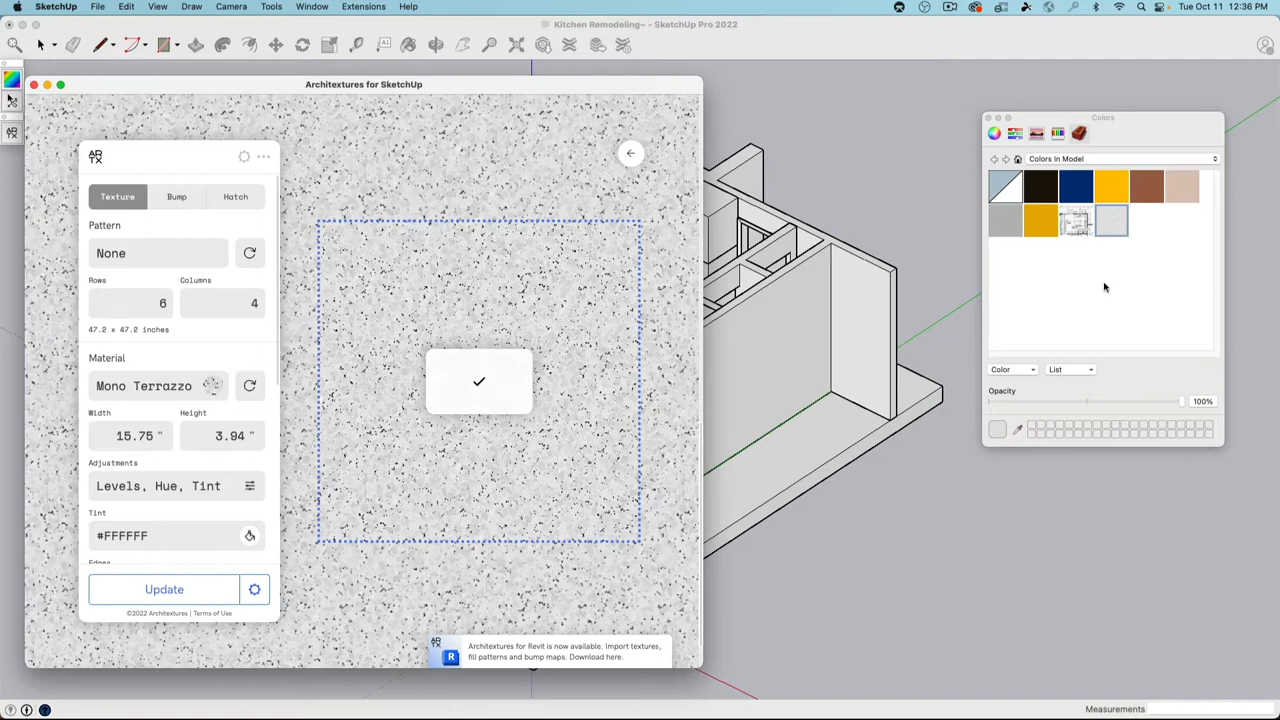 SketchUp File Edit View Draw Camera Tools Window Extensions Help Tue Oct 11 12:36 PM
Kitchen Remodeling~ - SketchUp Pro 2022
Architextures for SketchUp
AR
TX
Texture Bump Hatch
Pattern
None
Rows Columns
6 4
47.2 x 47.2 inches
Material
Mono Terrazzo
Width Height
15.75 " 3.94 "
Adjustments
Levels, Hue, Tint
Tint
#FFFFFF
Edges
Update
©2022 Architextures | Terms of Use
Architextures for Revit is now available. Import textures,
fill patterns and bump maps. Download here.
R
Colors
Colors In Model
Color List
Opacity
100%
Measurements